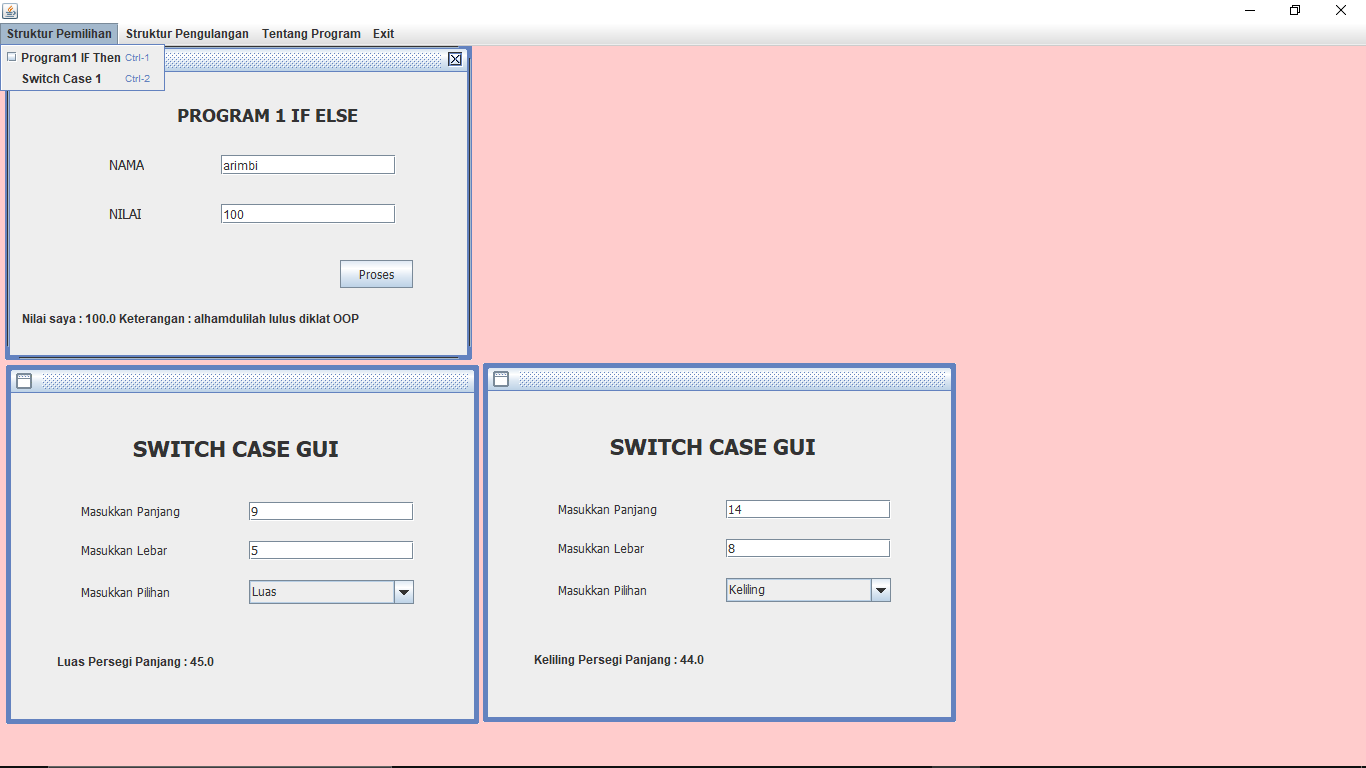 Struktur Pemilihan Struktur Pengulangan Tentang Program Exit
Program1 IF Then Ctrl-1
Switch Case 1 Ctrl-2
PROGRAM 1 IF ELSE
NAMA arimbi
NILAI 100
Proses
Nilai saya : 100.0 Keterangan : alhamdulilah lulus diklat OOP
SWITCH CASE GUI
Masukkan Panjang 9
Masukkan Lebar 5
Masukkan Pilihan Luas
Luas Persegi Panjang : 45.0
SWITCH CASE GUI
Masukkan Panjang 14
Masukkan Lebar 8
Masukkan Pilihan Keliling
Keliling Persegi Panjang : 44.0